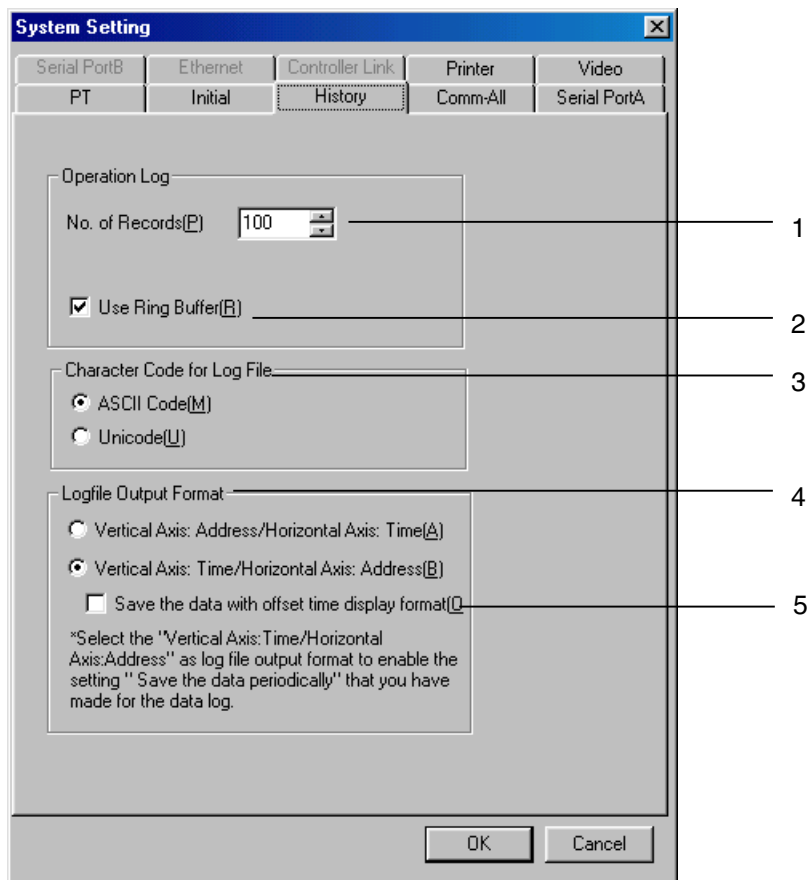 System Setting
Serial PortB Ethernet Controller Link Printer Video
PT Initial History Comm-All Serial PortA
Operation Log
No. of Records(P) 100 1
Use Ring Buffer(R) 2
Character Code for Log File 3
ASCII Code(M)
Unicode(U)
Logfile Output Format 4
Vertical Axis: Address/Horizontal Axis: Time(A)
Vertical Axis: Time/Horizontal Axis: Address(B)
Save the data with offset time display format(O 5
*Select the "Vertical Axis:Time/Horizontal
Axis:Address" as log file output format to enable the
setting " Save the data periodically" that you have
made for the data log.
OK Cancel